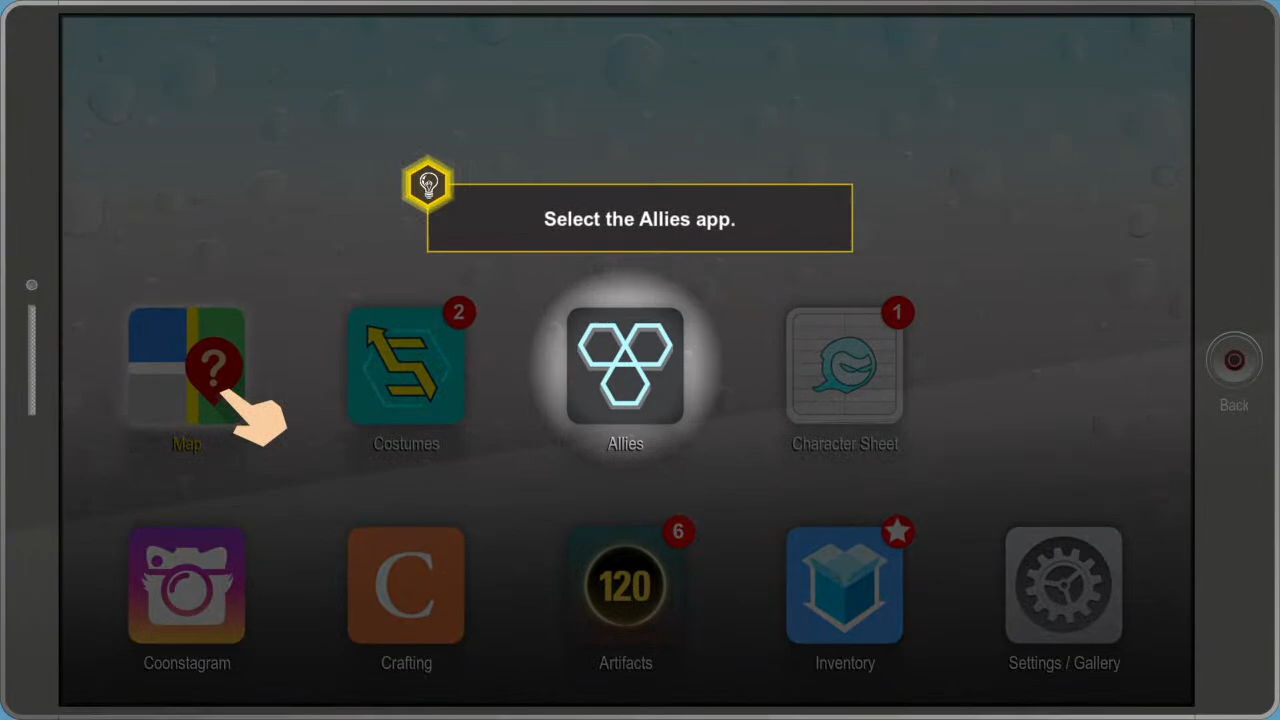 Select the Allies app.
2
1
?
Map
Costumes
Allies
Character Sheet
Back
6
C
120
Coonstagram
Crafting
Artifacts
Inventory
Settings / Gallery